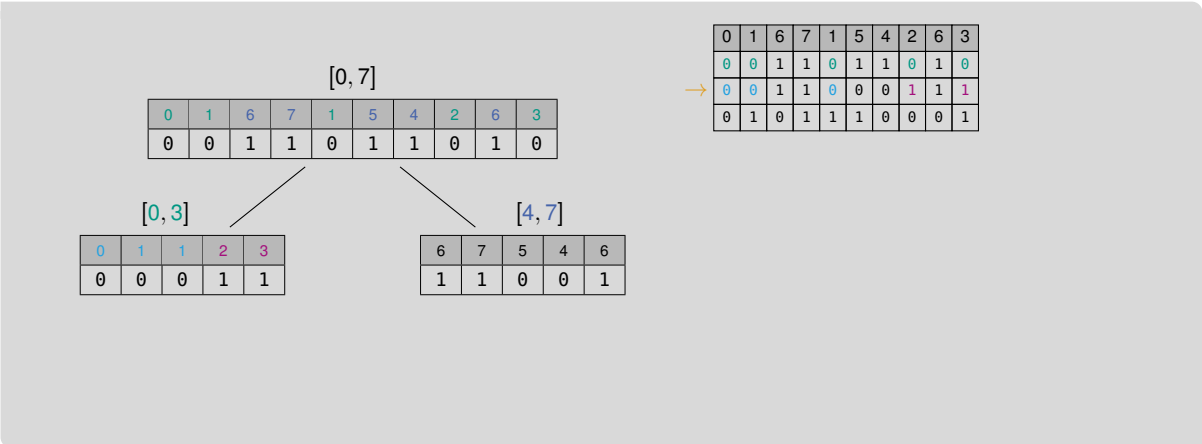 [0, 7]
0 1 6 7 1 5 4 2 6 3
0 0 1 1 0 1 1 0 1 0
[0, 3]
0 1 1 2 3
0 0 0 1 1
[4, 7]
6 7 5 4 6
1 1 0 0 1
0 1 6 7 1 5 4 2 6 3
0 0 1 1 0 1 1 0 1 0
→ 0 0 1 1 0 0 0 1 1 1
0 1 0 1 1 1 0 0 0 1